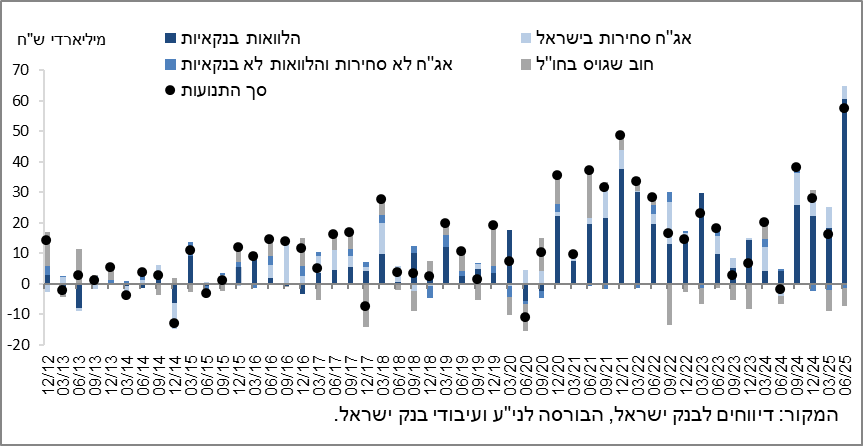 מיליארדי ש"ח
הלוואות בנקאיות
אג"ח סחירות בישראל
אג"ח לא סחירות והלוואות לא בנקאיות
חוב שגויס בחו"ל
סך התנועות
70
60
50
40
30
20
10
0
-10
-20
12/12 03/13 06/13 09/13 12/13 03/14 06/14 09/14 12/14 03/15 06/15 09/15 12/15 03/16 06/16 09/16 12/16 03/17 06/17 09/17 12/17 03/18 06/18 09/18 12/18 03/19 06/19 09/19 12/19 03/20 06/20 09/20 12/20 03/21 06/21 09/21 12/21 03/22 06/22 09/22 12/22 03/23 06/23 09/23 12/23 03/24 06/24 09/24 12/24 03/25 06/25
המקור: דיווחים לבנק ישראל, הבורסה לני"ע ועיבודי בנק ישראל.